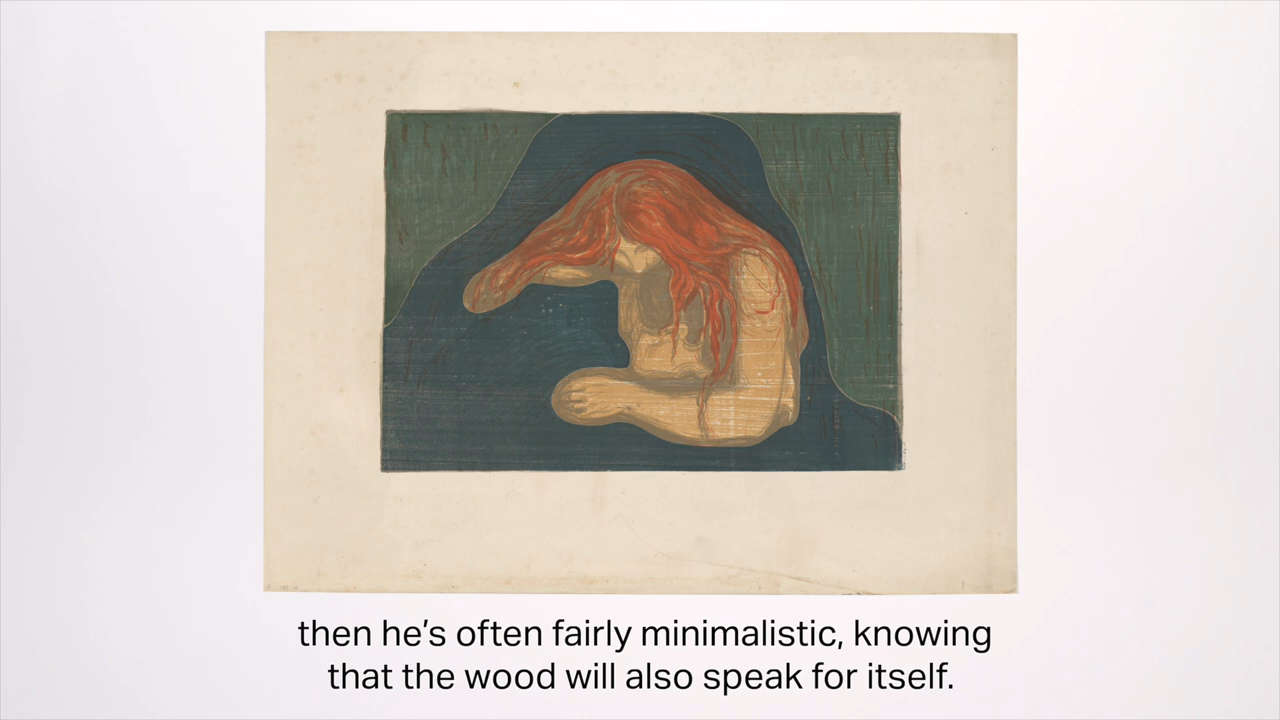 then he's often fairly minimalistic, knowing
that the wood will also speak for itself.